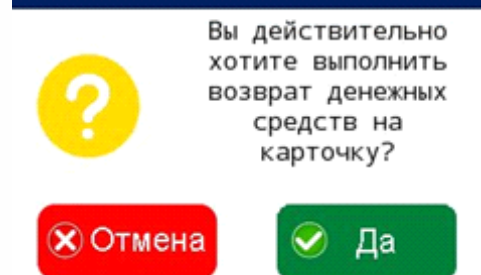 Вы действительно
хотите выполнить
возврат денежных
средств на
карточку?
Отмена
Да